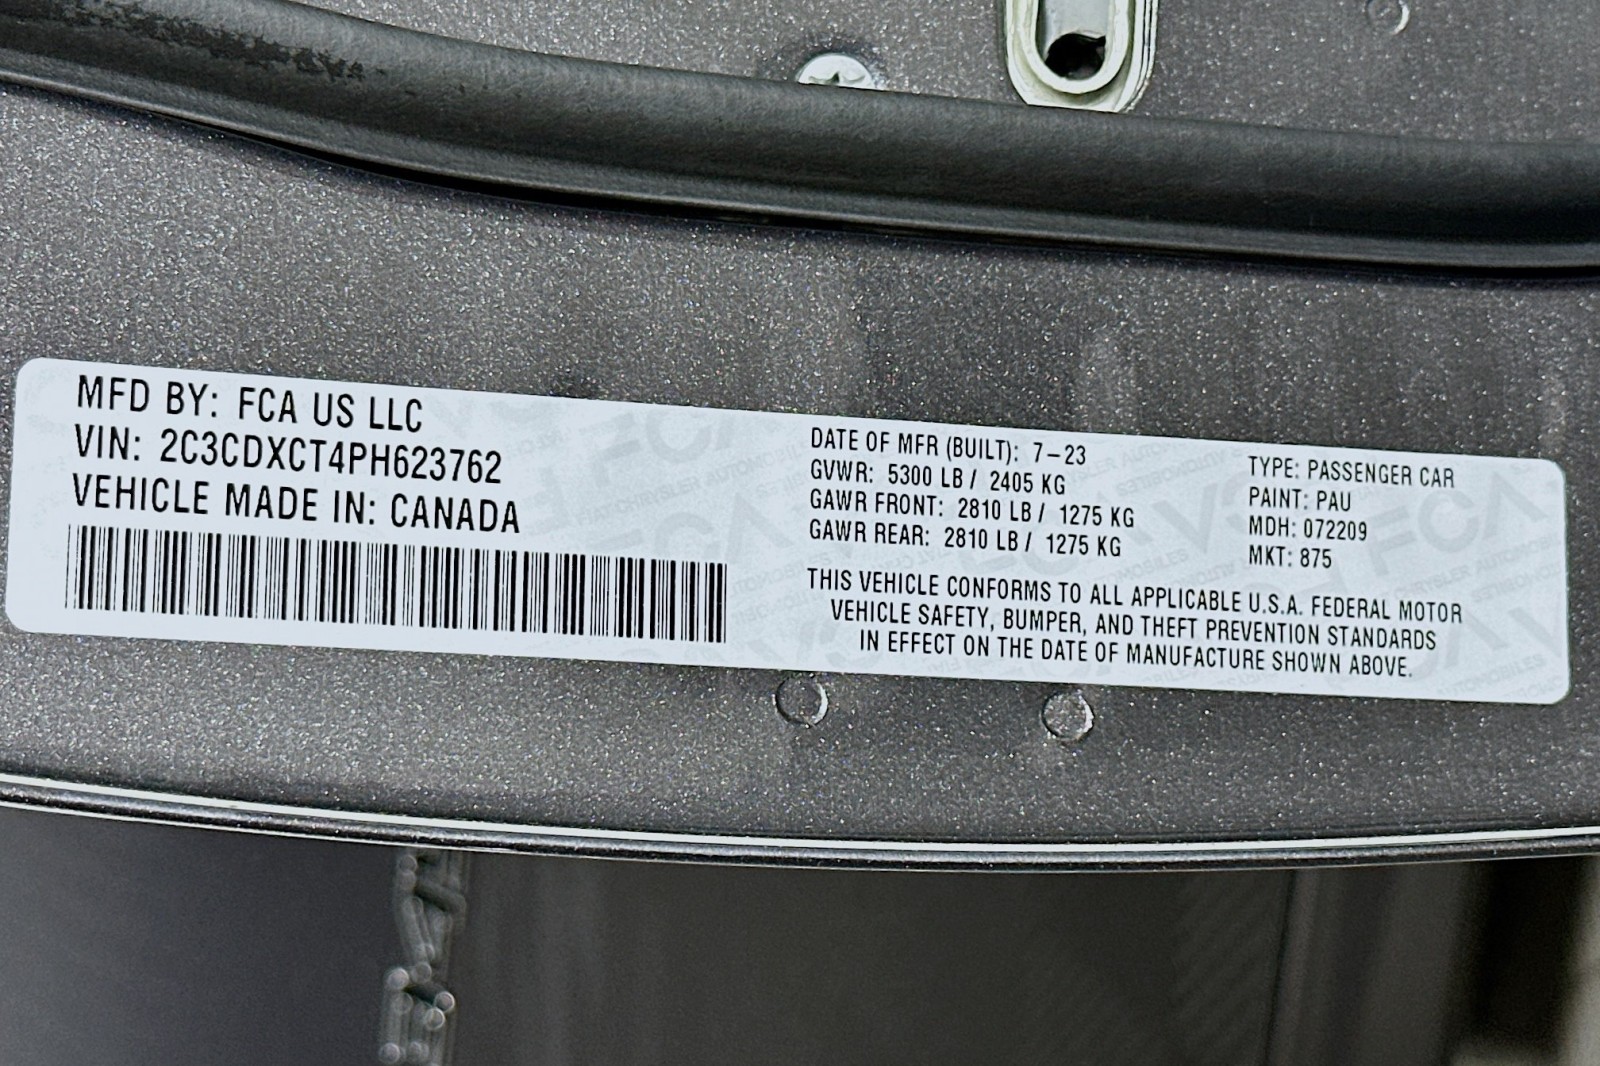 MFD BY: FCA US LLC
VIN: 2C3CDXCT4PH623762
VEHICLE MADE IN: CANADA
DATE OF MFR (BUILT): 7-23
GVWR: 5300 LB / 2405 KG
GAWR FRONT: 2810 LB / 1275 KG
GAWR REAR: 2810 LB / 1275 KG
TYPE: PASSENGER CAR
PAINT: PAU
MDH: 072209
MKT: 875
THIS VEHICLE CONFORMS TO ALL APPLICABLE U.S.A. FEDERAL MOTOR
VEHICLE SAFETY, BUMPER, AND THEFT PREVENTION STANDARDS
IN EFFECT ON THE DATE OF MANUFACTURE SHOWN ABOVE.